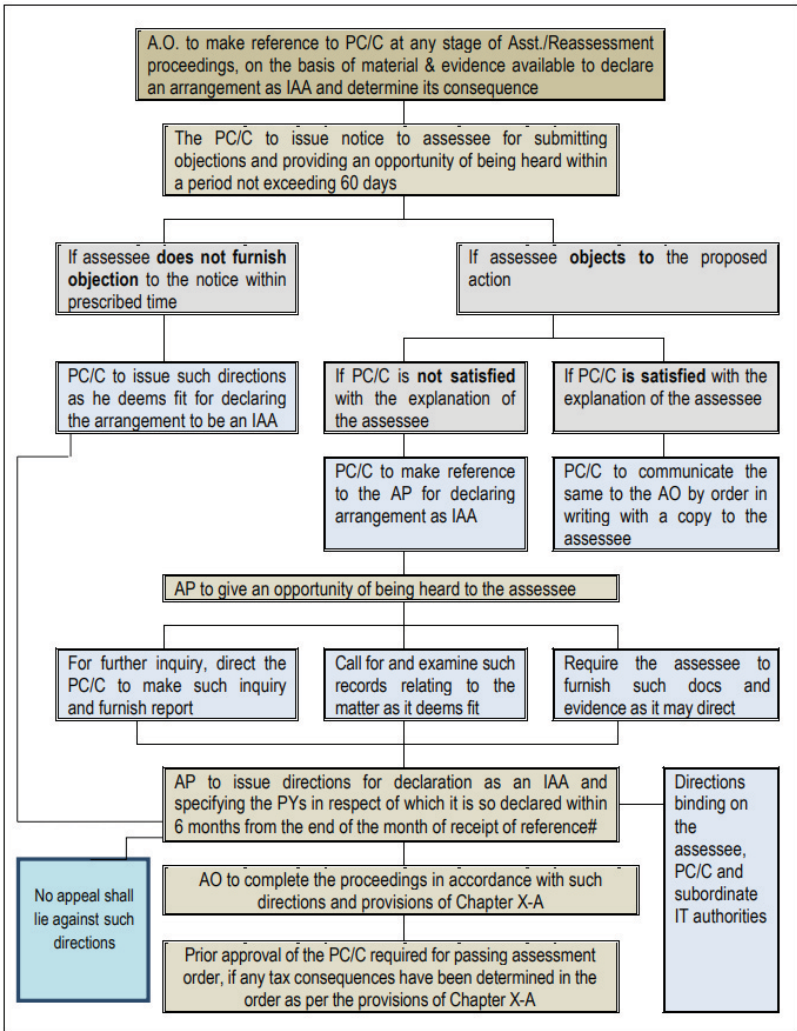 A.O. to make reference to PC/C at any stage of Asst./Reassessment
proceedings, on the basis of material & evidence available to declare
an arrangement as IAA and determine its consequence
The PC/C to issue notice to assessee for submitting
objections and providing an opportunity of being heard within
a period not exceeding 60 days
If assessee does not furnish
objection to the notice within
prescribed time
If assessee objects to the proposed
action
PC/C to issue such directions
as he deems fit for declaring
the arrangement to be an IAA
If PC/C is not satisfied
with the explanation of
the assessee
If PC/C is satisfied with the
explanation of the assessee
PC/C to make reference
to the AP for declaring
arrangement as IAA
PC/C to communicate the
same to the AO by order in
writing with a copy to the
assessee
AP to give an opportunity of being heard to the assessee
For further inquiry, direct the
PC/C to make such inquiry
and furnish report
Call for and examine such
records relating to the
matter as it deems fit
Require the assessee to
furnish such docs and
evidence as it may direct
AP to issue directions for declaration as an IAA and
specifying the PYs in respect of which it is so declared within
6 months from the end of the month of receipt of reference#
Directions
binding on
the
assessee,
PC/C and
subordinate
IT authorities
No appeal shall
lie against such
directions
AO to complete the proceedings in accordance with such
directions and provisions of Chapter X-A
Prior approval of the PC/C required for passing assessment
order, if any tax consequences have been determined in the
order as per the provisions of Chapter X-A